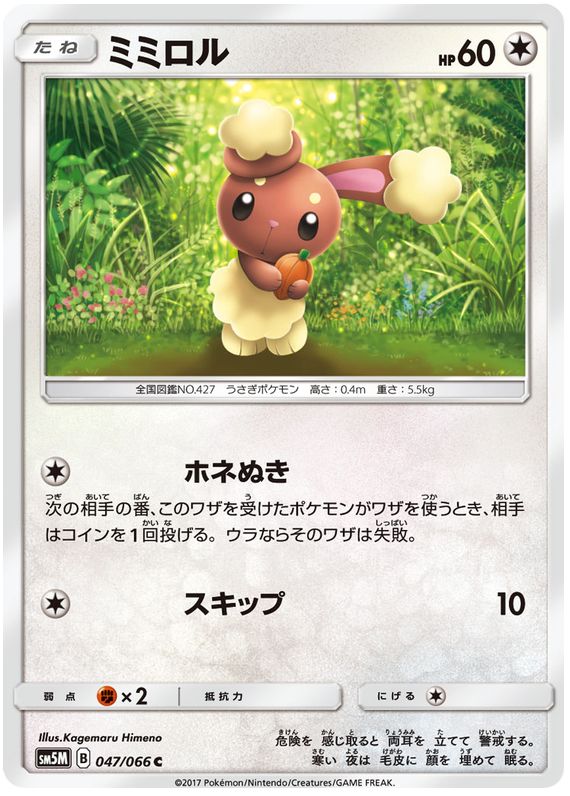 たね ミミロル HP60
全国図鑑NO.427 うさぎポケモン 高さ:0.4m 重さ:5.5kg
ホネぬき
次の相手の番、このワザを受けたポケモンがワザを使うとき、相手
はコインを1回投げる。ウラならそのワザは失敗。
スキップ 10
弱点 ×2 抵抗力 にげる
Illus.Kagemaru Himeno
SM5M B 047/066 C
危険を 感じ取ると 両耳を 立てて 警戒する。
寒い 夜は 毛皮に 顔を 埋めて 眠る。
©2017 Pokémon/Nintendo/Creatures/GAME FREAK.